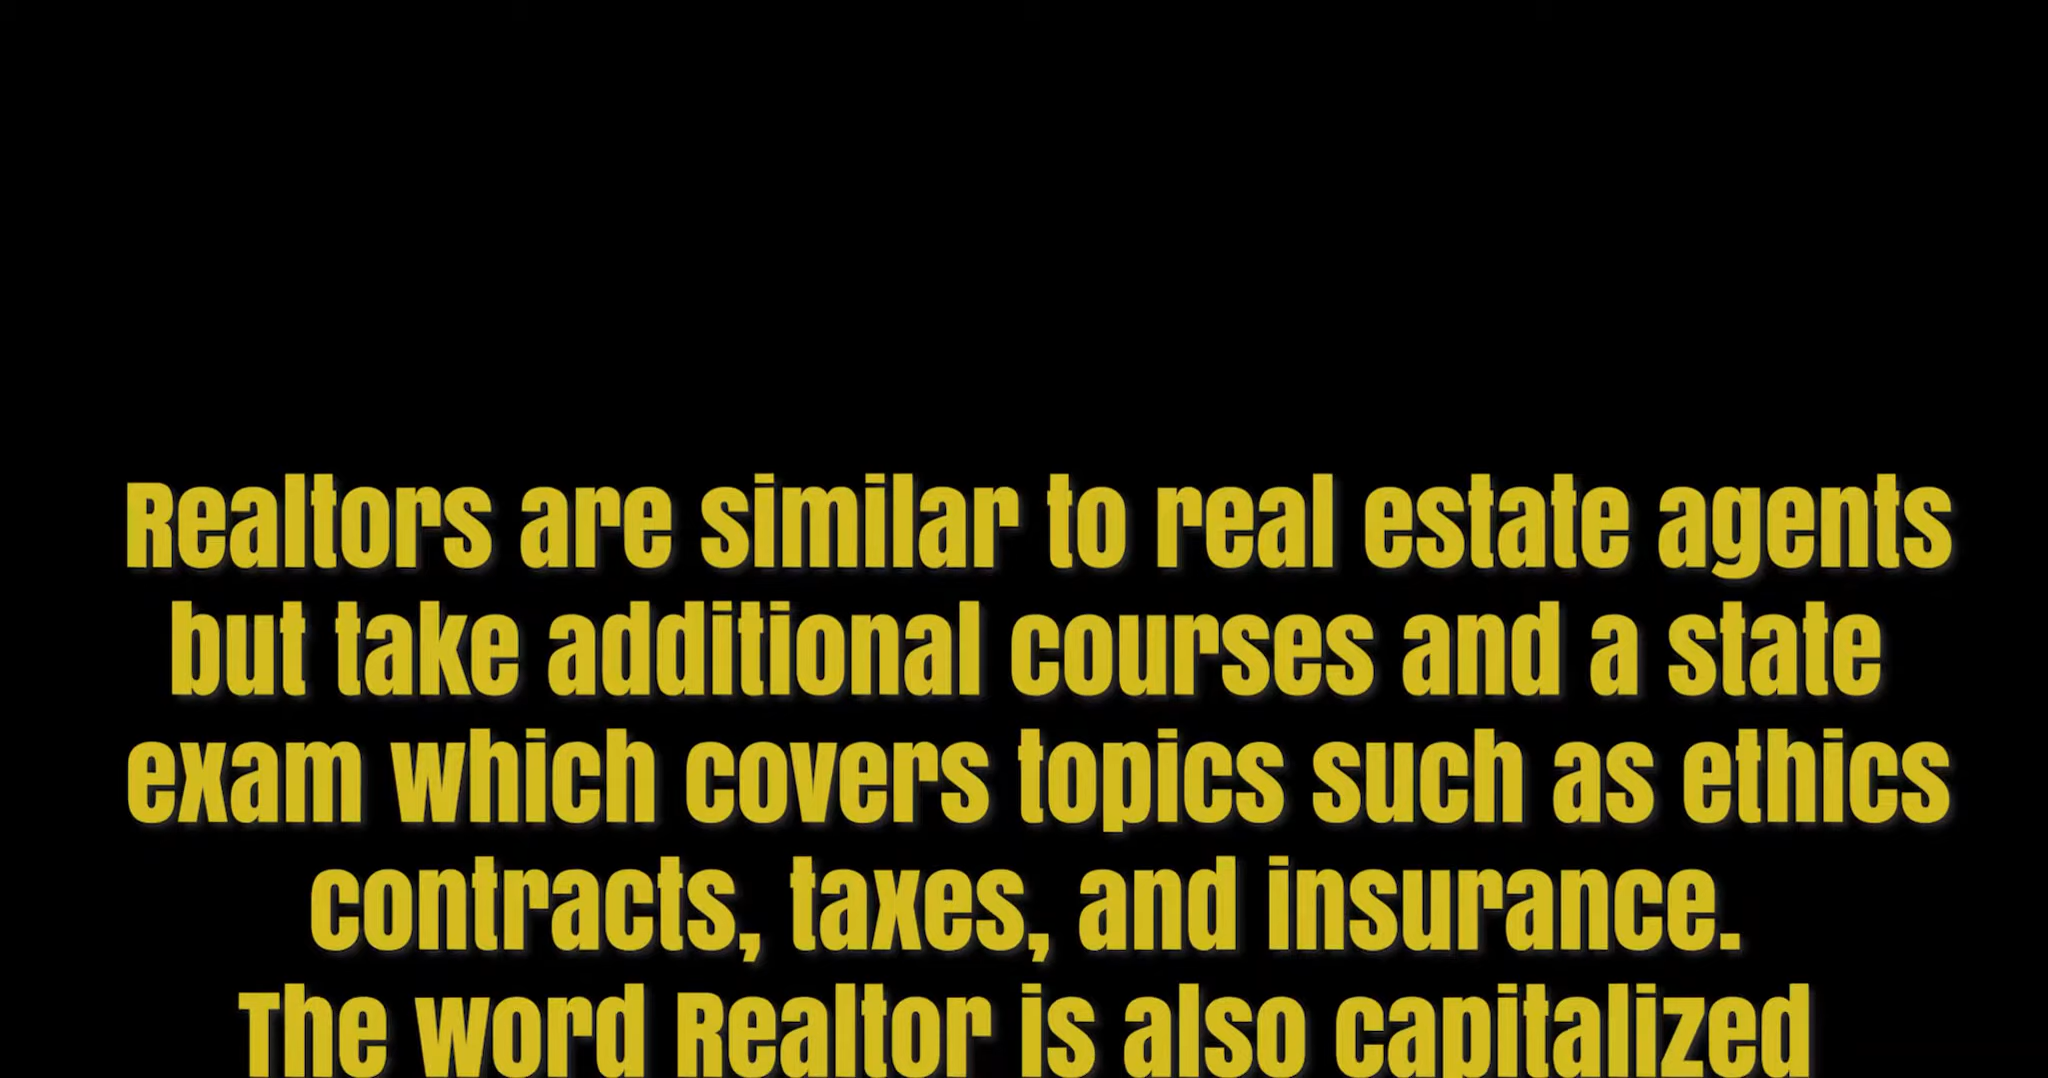 Realtors are similar to real estate agents
but take additional courses and a state
exam which covers topics such as ethics
contracts, taxes, and insurance.
The word Realtor is also capitalized